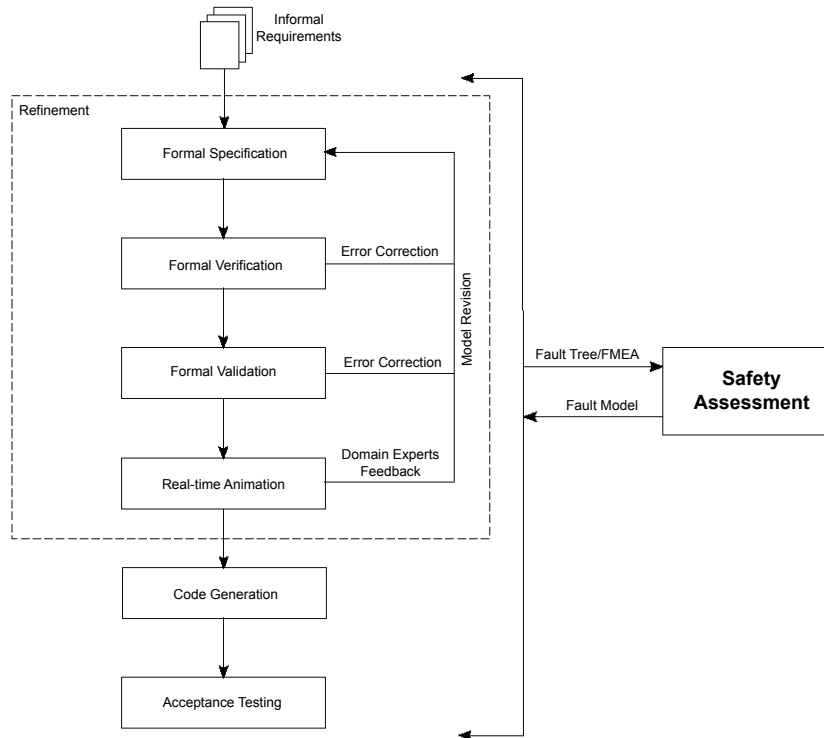 Informal
Requirements
Refinement
Formal Specification
Formal Verification
Error Correction
Model Revision
Formal Validation
Error Correction
Fault Tree/FMEA
Safety
Assessment
Fault Model
Domain Experts
Feedback
Real-time Animation
Code Generation
Acceptance Testing